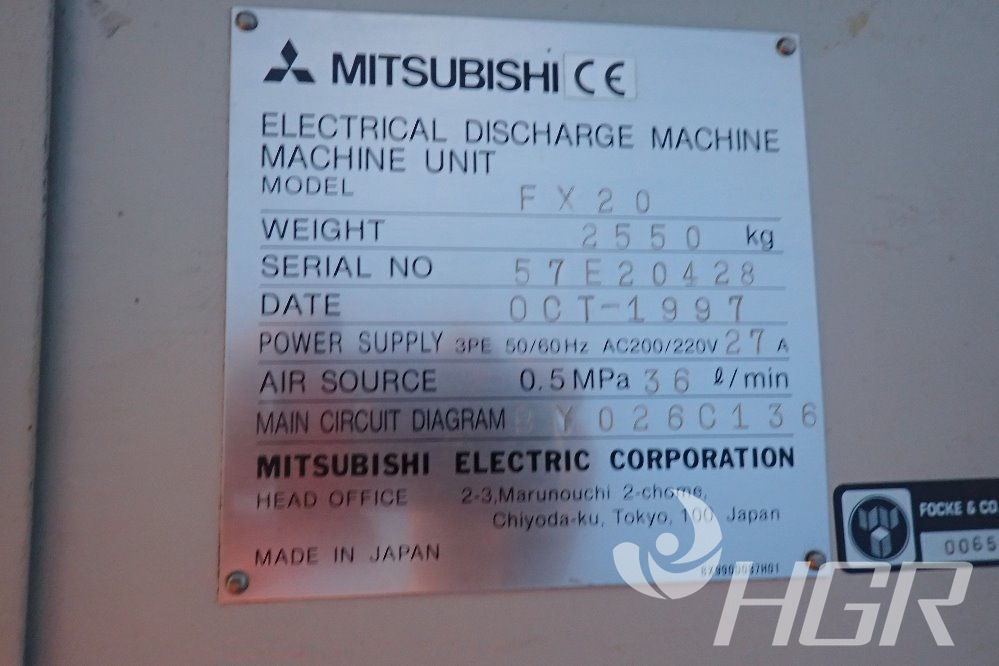 MITSUBISHI CE
ELECTRICAL DISCHARGE MACHINE
MACHINE UNIT
MODEL FX20
WEIGHT 2550 kg
SERIAL NO 57E20428
DATE OCT-1997
POWER SUPPLY 3PE 50/60Hz AC200/220V 27 A
AIR SOURCE 0.5MPa 36 ℓ/min
MAIN CIRCUIT DIAGRAM Y026C136
MITSUBISHI ELECTRIC CORPORATION
HEAD OFFICE 2-3,Marunouchi 2-chome,
Chiyoda-ku, Tokyo, 100 Japan
MADE IN JAPAN
FOCKE & CO
0065
HGR